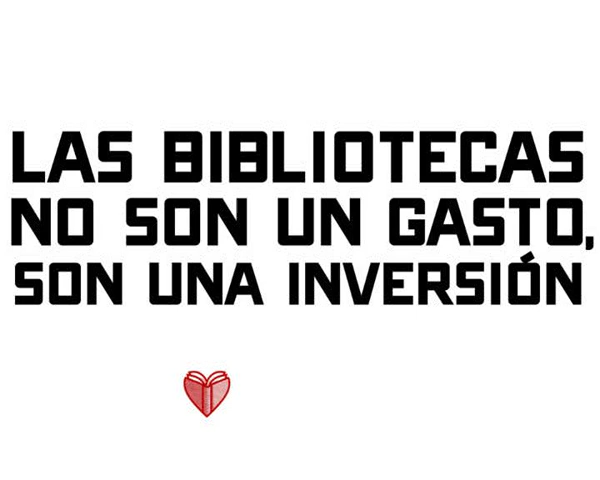 LAS BIBLIOTECAS
NO SON UN GASTO,
SON UNA INVERSIÓN